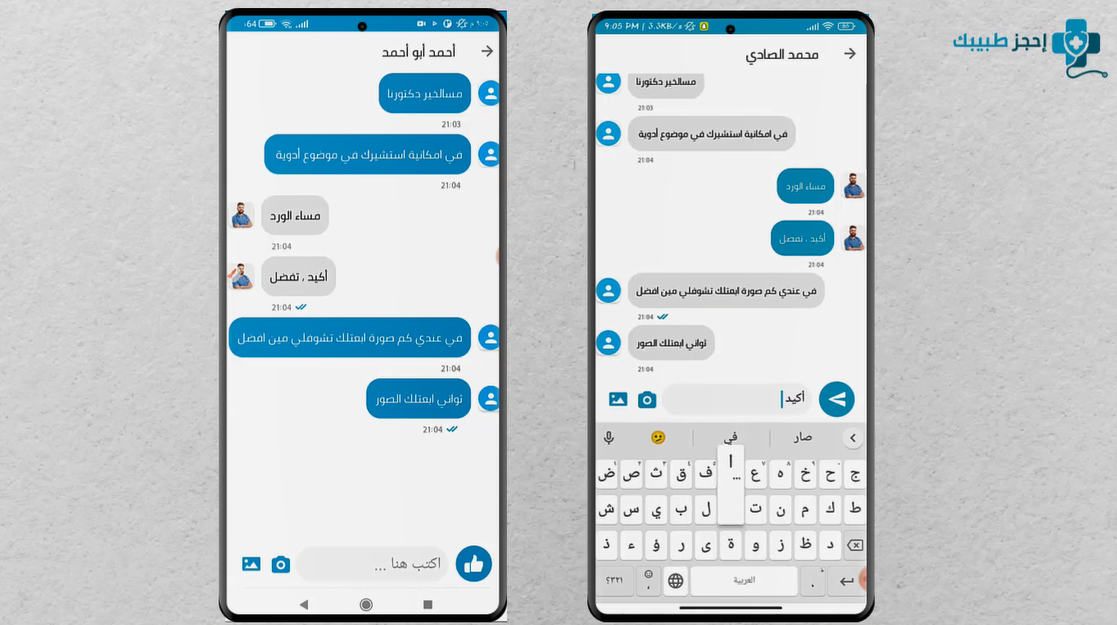 إحجز طبيبك
64
٩:٠٥ م
أحمد أبو أحمد
مسالخير دكتورنا
21:03
في امكانية استشيرك في موضوع أدوية
21:04
مساء الورد
21:04
أكيد ، تفضل
21:04
في عندي كم صورة ابعتلك تشوفلي مين افضل
21:04
ثواني ابعتلك الصور
21:04
اكتب هنا ...
9:05 PM | 3.3KB/s
محمد الصادي
مسالخير دكتورنا
21:03
في امكانية استشيرك في موضوع أدوية
21:04
مساء الورد
21:04
أكيد ، تفضل
21:04
في عندي كم صورة ابعتلك تشوفلي مين افضل
21:04
ثواني ابعتلك الصور
21:04
أكيد
صار في
ا ...
ج ح خ ه ع ف ق ث ص ض
ط ك م ن ت ل ب ي س ش
د ظ ز و ة ى ر ؤ ء ذ
العربية
؟٣٢١